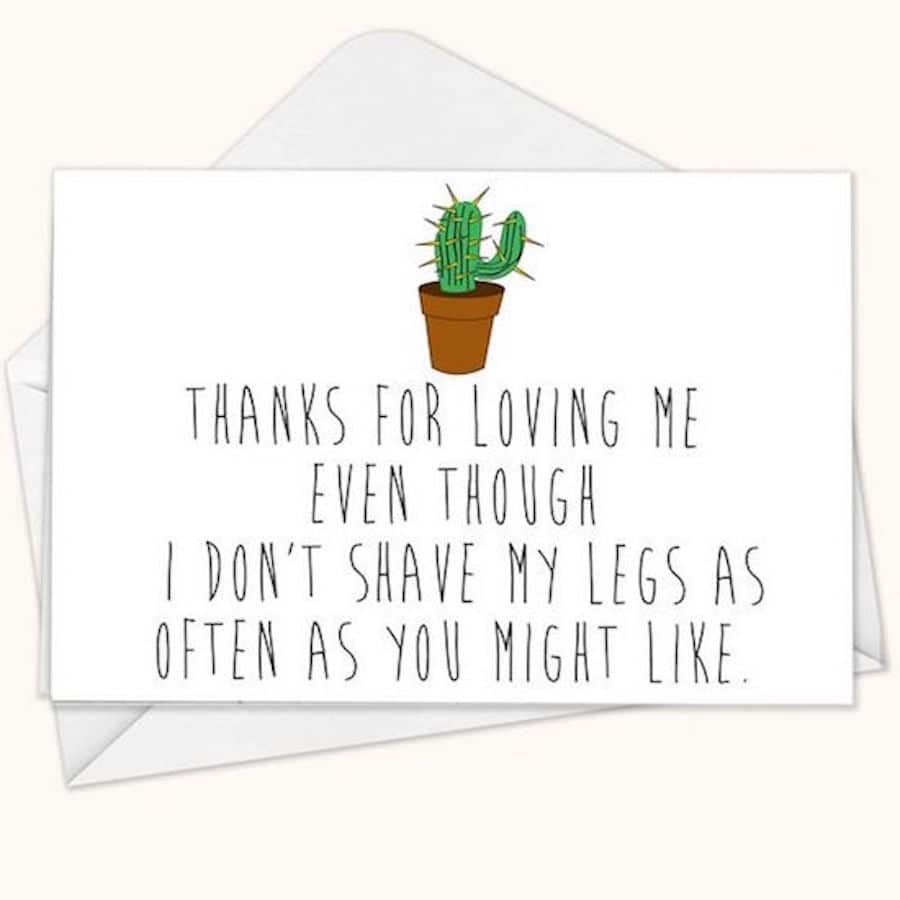 THANKS FOR LOVING ME
EVEN THOUGH
I DON'T SHAVE MY LEGS AS
OFTEN AS YOU MIGHT LIKE.